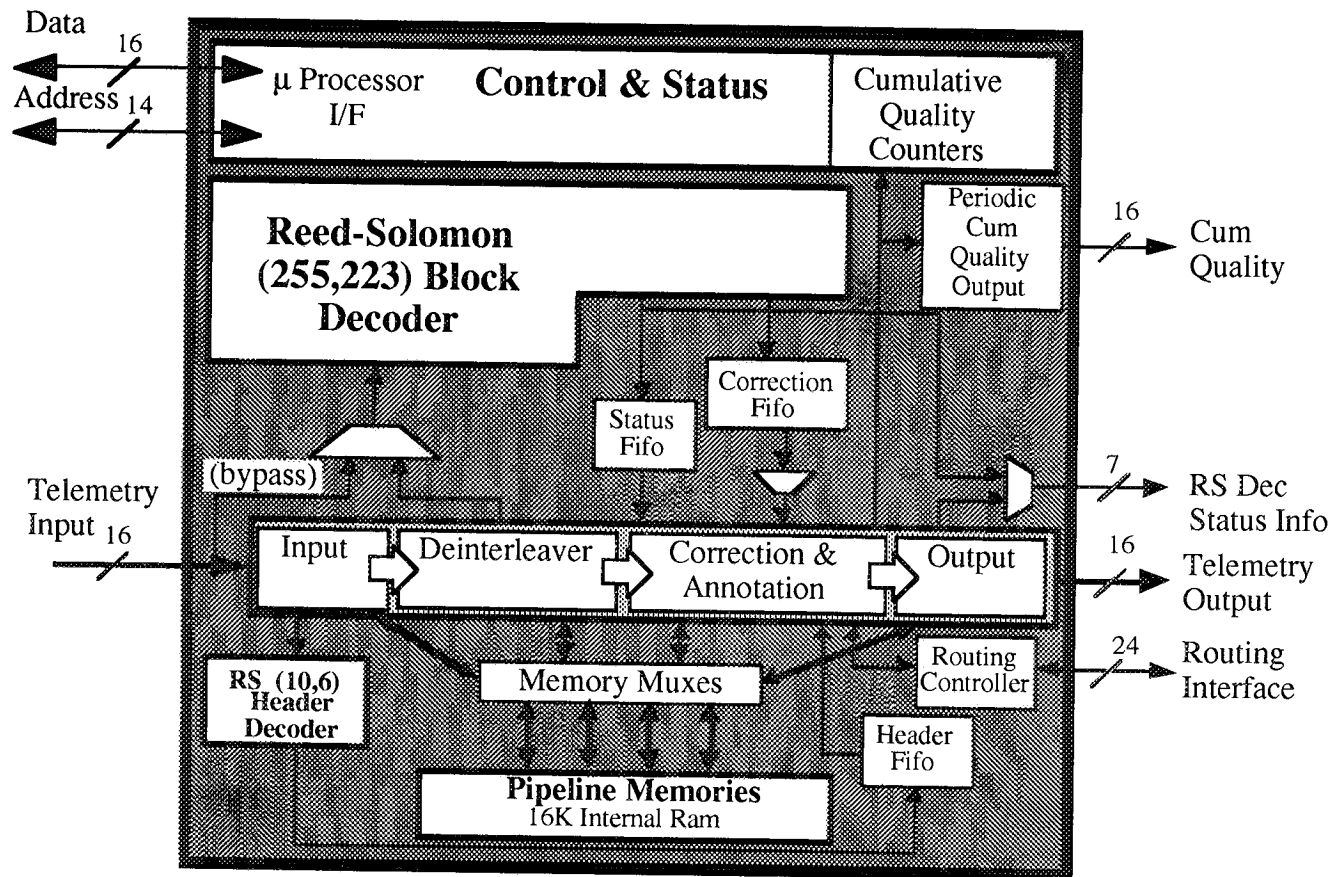 Data
16
Address
14
μ Processor
I/F
Control & Status
Cumulative
Quality
Counters
Reed-Solomon
(255,223) Block
Decoder
Periodic
Cum
Quality
Output
16
Cum
Quality
Correction
Fifo
Status
Fifo
(bypass)
7
RS Dec
Status Info
Telemetry
Input
16
Input
Deinterleaver
Correction &
Annotation
Output
16
Telemetry
Output
RS (10,6)
Header
Decoder
Memory Muxes
Routing
Controller
24
Routing
Interface
Header
Fifo
Pipeline Memories
16K Internal Ram